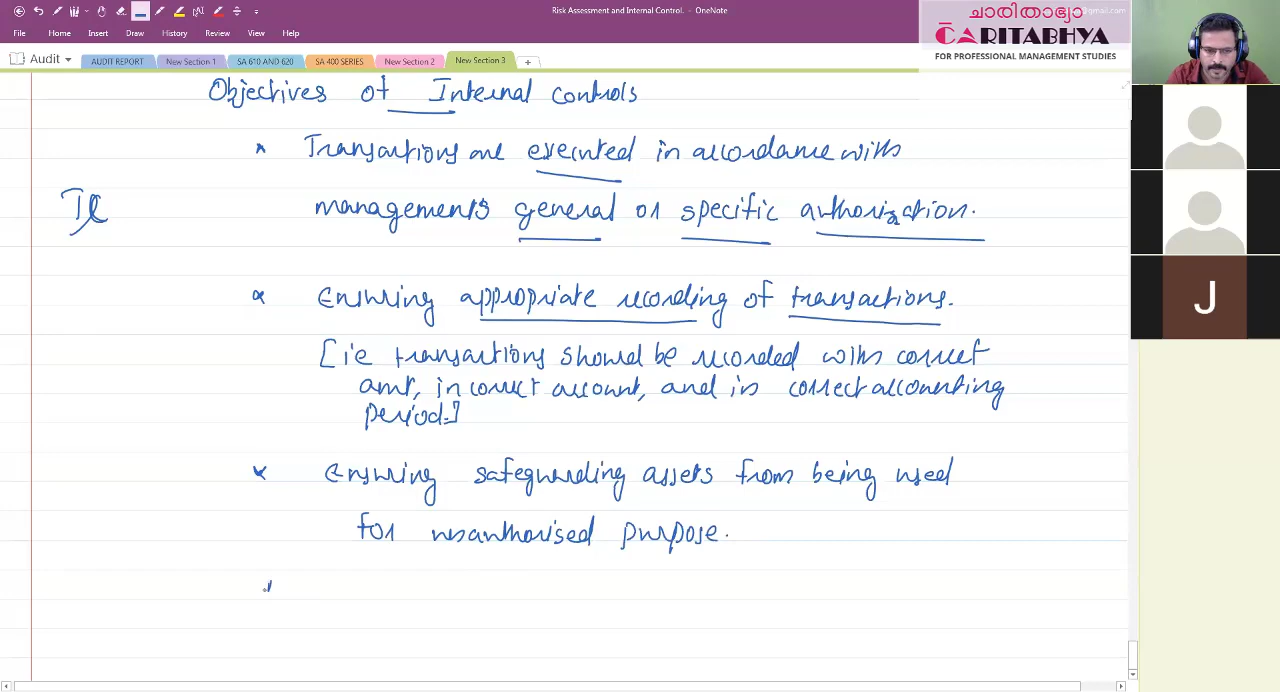 Risk Assessment and Internal Control. - OneNote
ചാരിതാഭ്യാ
CARITABHYA
FOR PROFESSIONAL MANAGEMENT STUDIES
File Home Insert Draw History Review View Help
Audit AUDIT REPORT New Section 1 SA 610 AND 620 SA 400 SERIES New Section 2 New Section 3
Objectives of Internal controls
Transactions are executed in accordance with
managements general or specific authorization.
Ensuring appropriate recording of transactions.
[ie transactions should be recorded with correct
amt, in correct account, and in correct accounting
period.]
Ensuring safeguarding assets from being used
for unauthorised purpose.
J